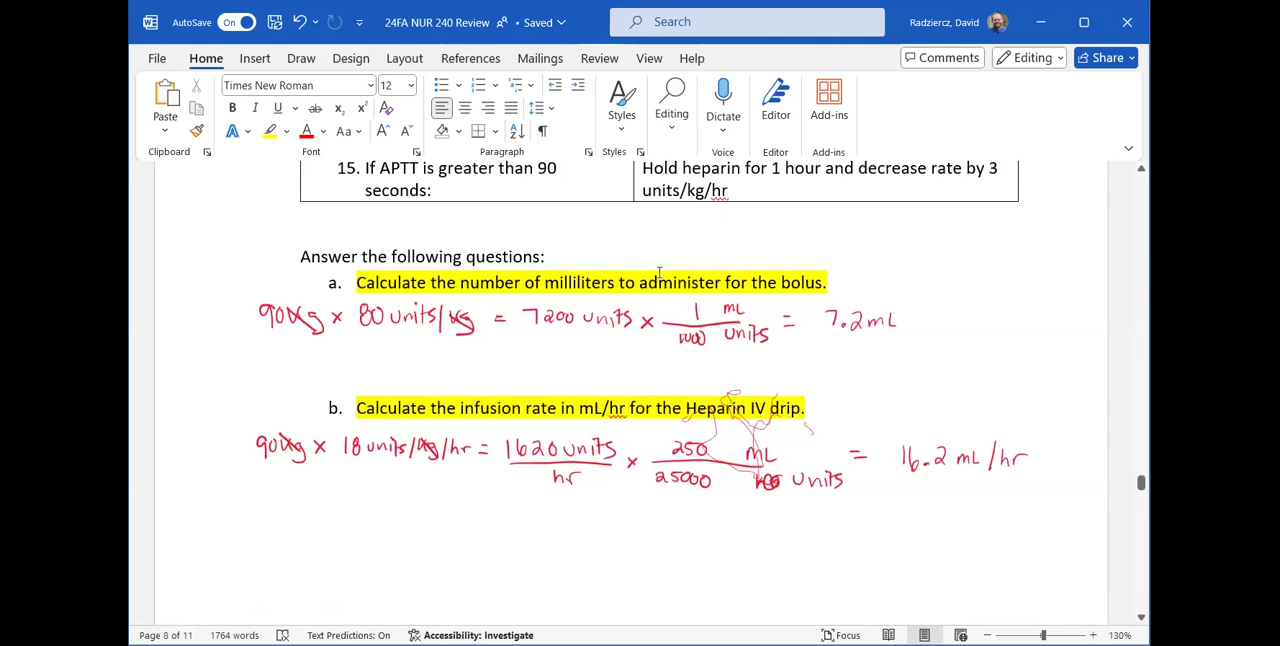 AutoSave On 24FA NUR 240 Review • Saved Search Radziercz, David
File Home Insert Draw Design Layout References Mailings Review View Help Comments Editing Share
Times New Roman 12
Paste B I U ab x₂ x² A Styles Editing Dictate Editor Add-ins
A A Aa A A
Clipboard Font Paragraph Styles Voice Editor Add-ins
15. If APTT is greater than 90 seconds:
Hold heparin for 1 hour and decrease rate by 3 units/kg/hr
Answer the following questions:
a. Calculate the number of milliliters to administer for the bolus.
90kg × 80 units/kg = 7200 units × 1 mL / 1000 units = 7.2mL
b. Calculate the infusion rate in mL/hr for the Heparin IV drip.
90kg × 18 units/kg/hr = 1620 units / hr × 250 mL / 25000 units = 16.2 mL/hr
Page 8 of 11 1764 words Text Predictions: On Accessibility: Investigate Focus 130%